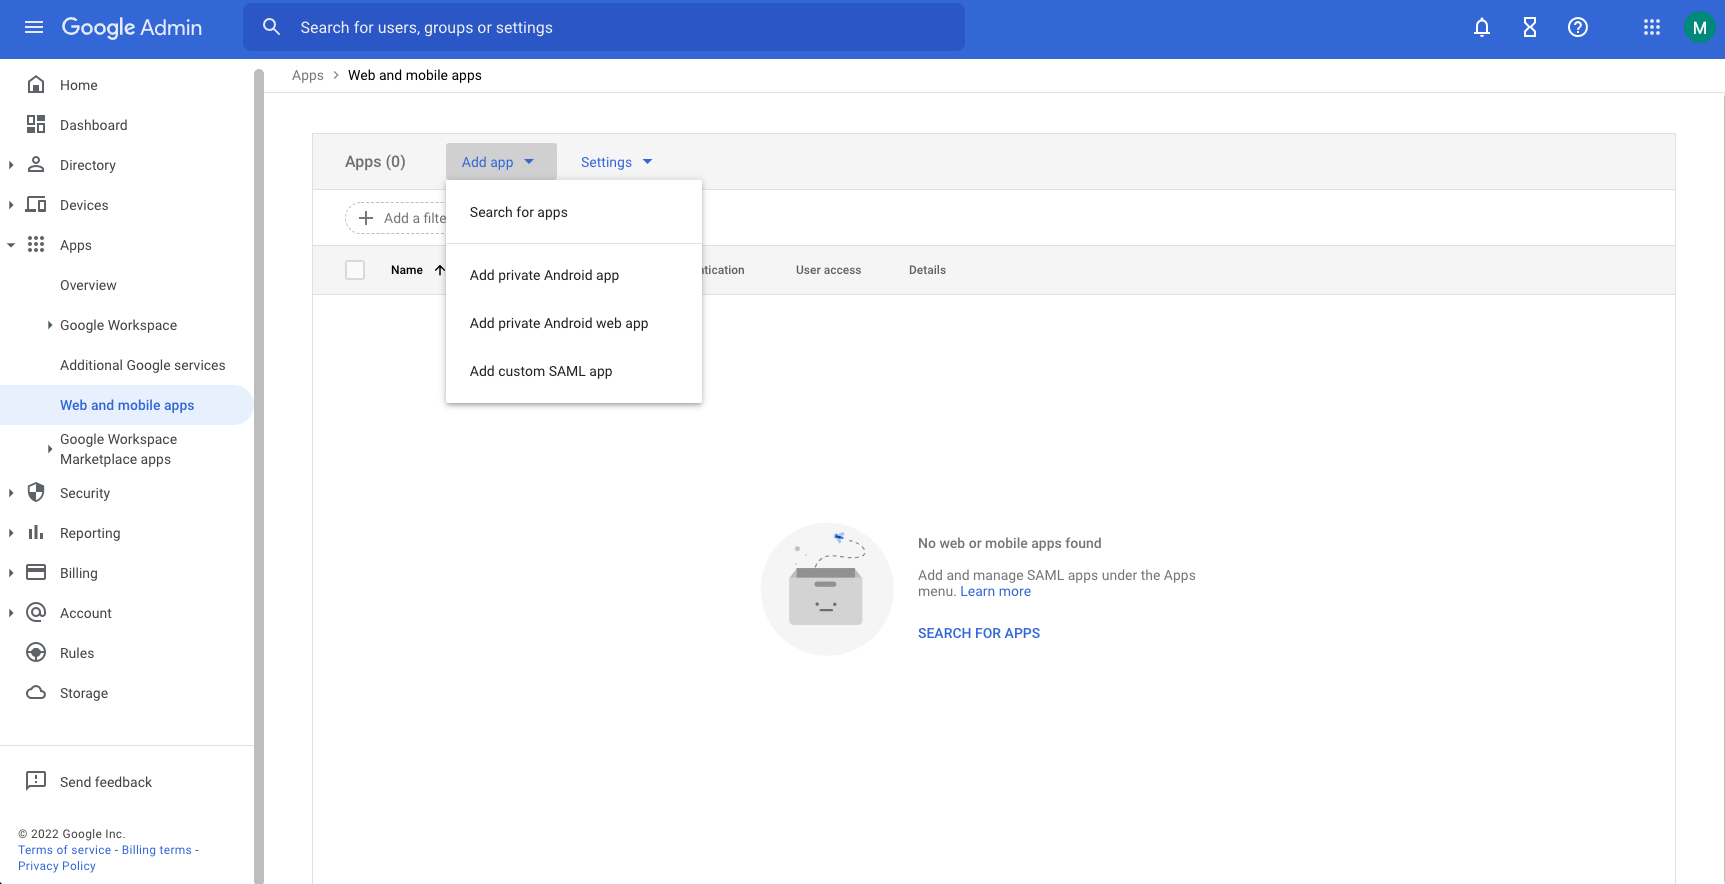 Google Admin
Search for users, groups or settings
M
Home
Dashboard
Directory
Devices
Apps
Overview
Google Workspace
Additional Google services
Web and mobile apps
Google Workspace
Marketplace apps
Security
Reporting
Billing
Account
Rules
Storage
Send feedback
© 2022 Google Inc.
Terms of service - Billing terms -
Privacy Policy
Apps > Web and mobile apps
Apps (0) Add app Settings
Add a filte
Search for apps
Add private Android app
Add private Android web app
Add custom SAML app
Name ntication User access Details
No web or mobile apps found
Add and manage SAML apps under the Apps
menu. Learn more
SEARCH FOR APPS